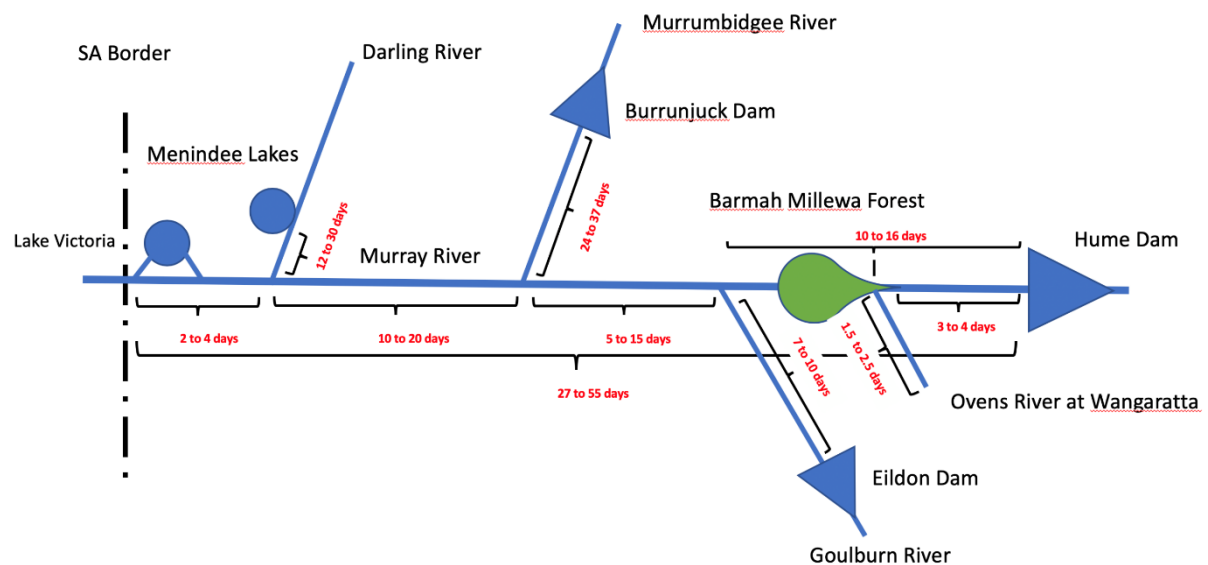 Murrumbidgee River
SA Border
Darling River
Burrunjuck Dam
Menindee Lakes
Barmah Millewa Forest
24 to 37 days
Lake Victoria
12 to 30 days
Murray River
10 to 16 days
Hume Dam
2 to 4 days
10 to 20 days
5 to 15 days
7 to 10 days
1.5 to 2.5 days
3 to 4 days
27 to 55 days
Ovens River at Wangaratta
Eildon Dam
Goulburn River